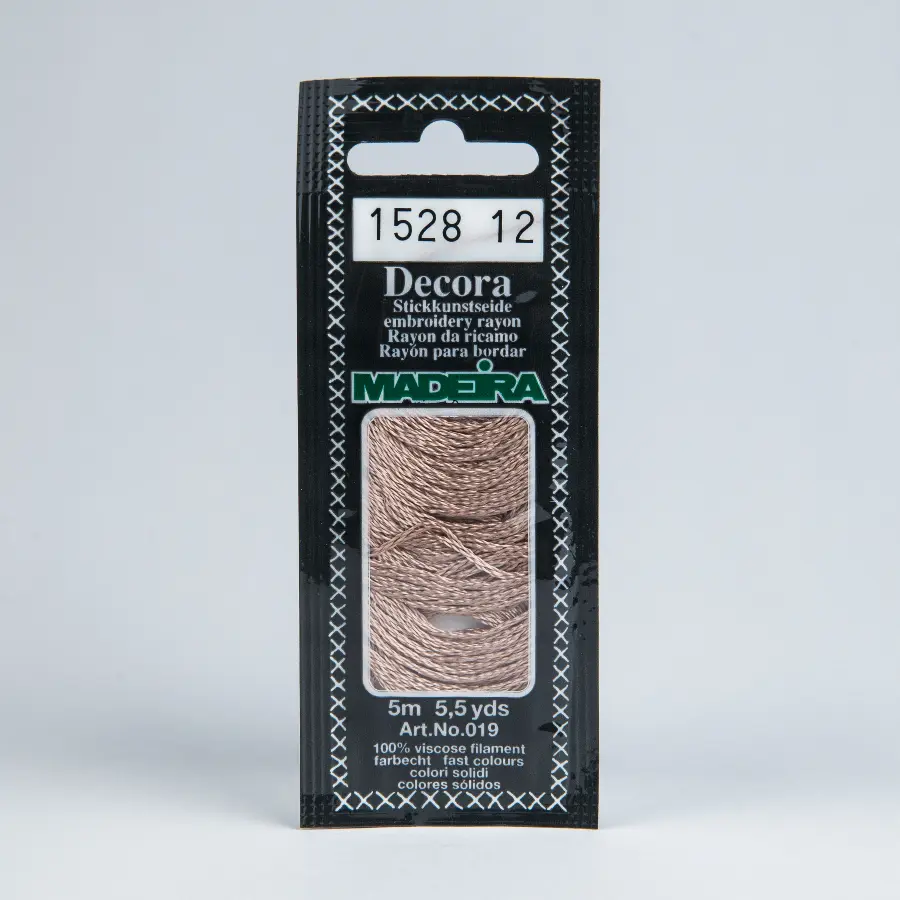 1528 12
Decora
Stickkunstseide
embroidery rayon
Rayon da ricamo
Rayón para bordar
MADEIRA
5m 5,5 yds
Art.No.019
100% viscose filament
farbecht fast colours
colori solidi
colores sólidos